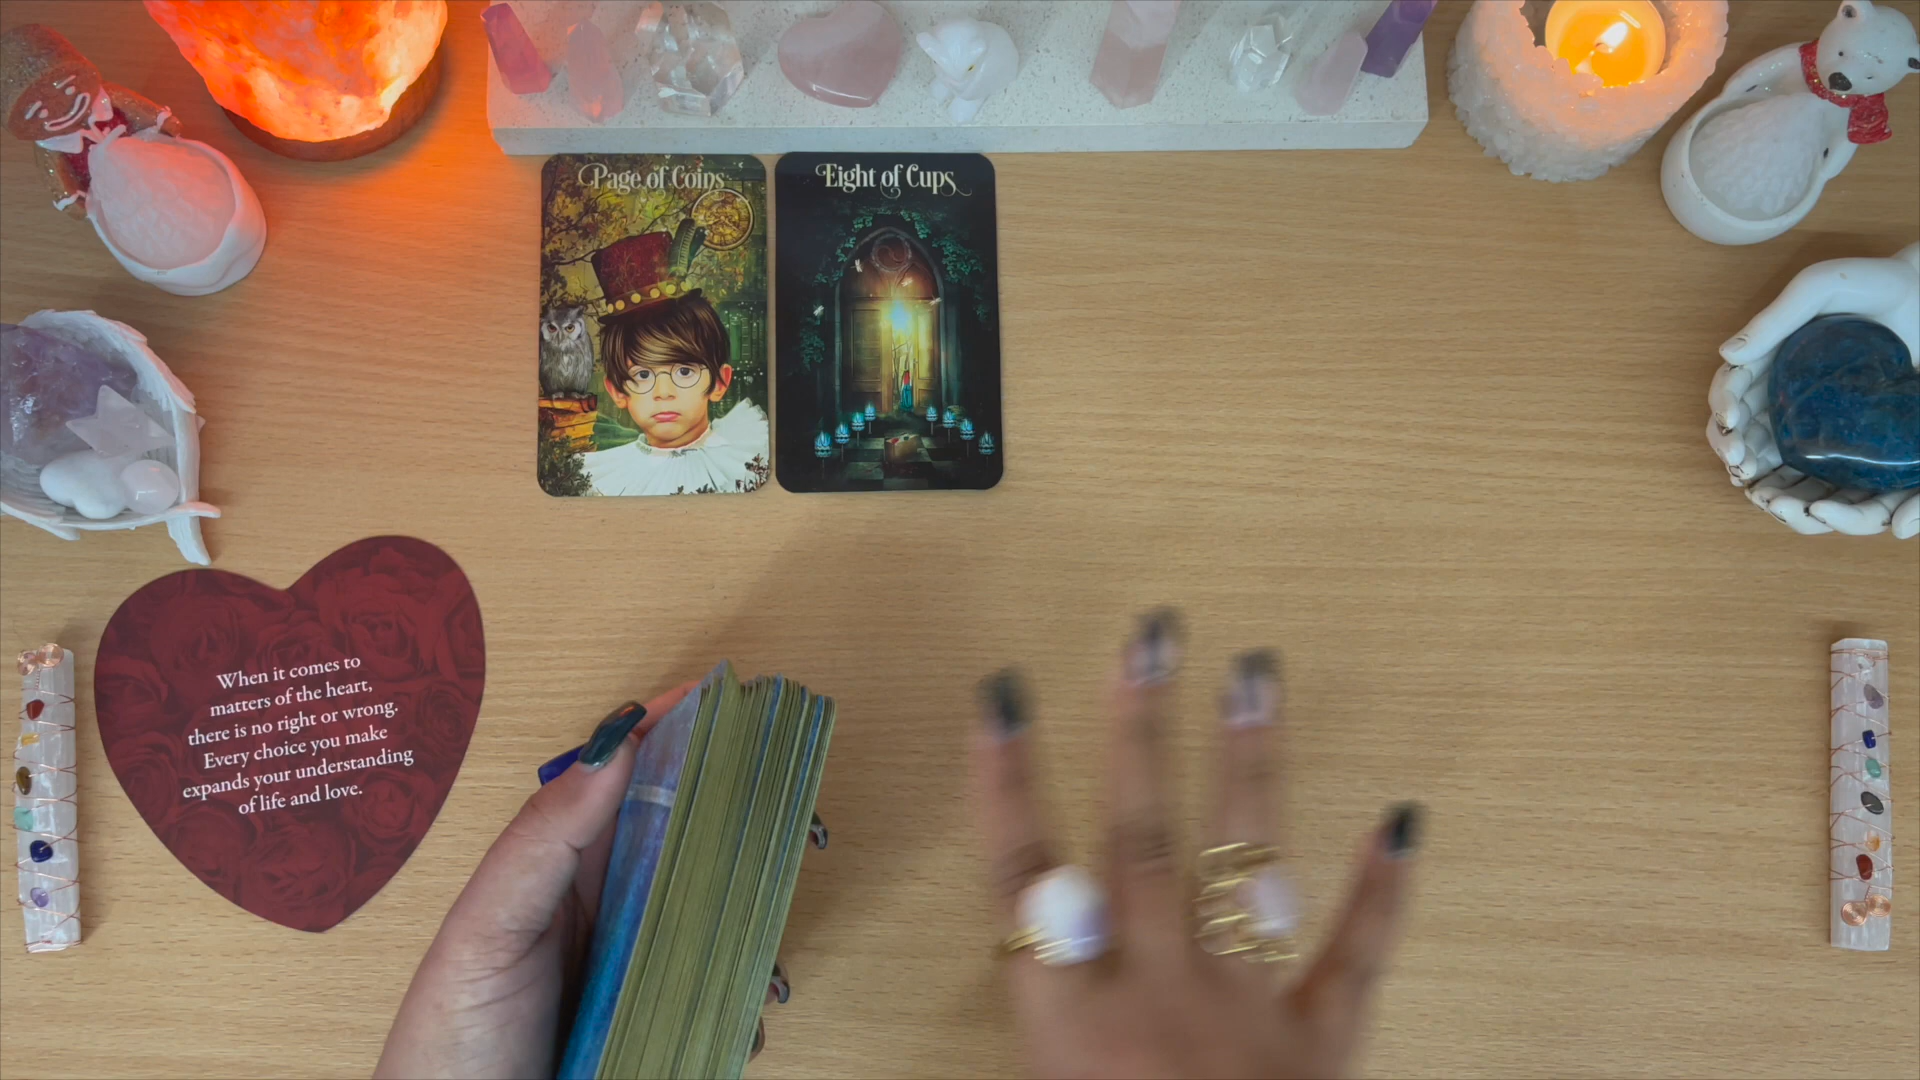 Page of Coins
Eight of Cups
When it comes to
matters of the heart,
there is no right or wrong.
Every choice you make
expands your understanding
of life and love.